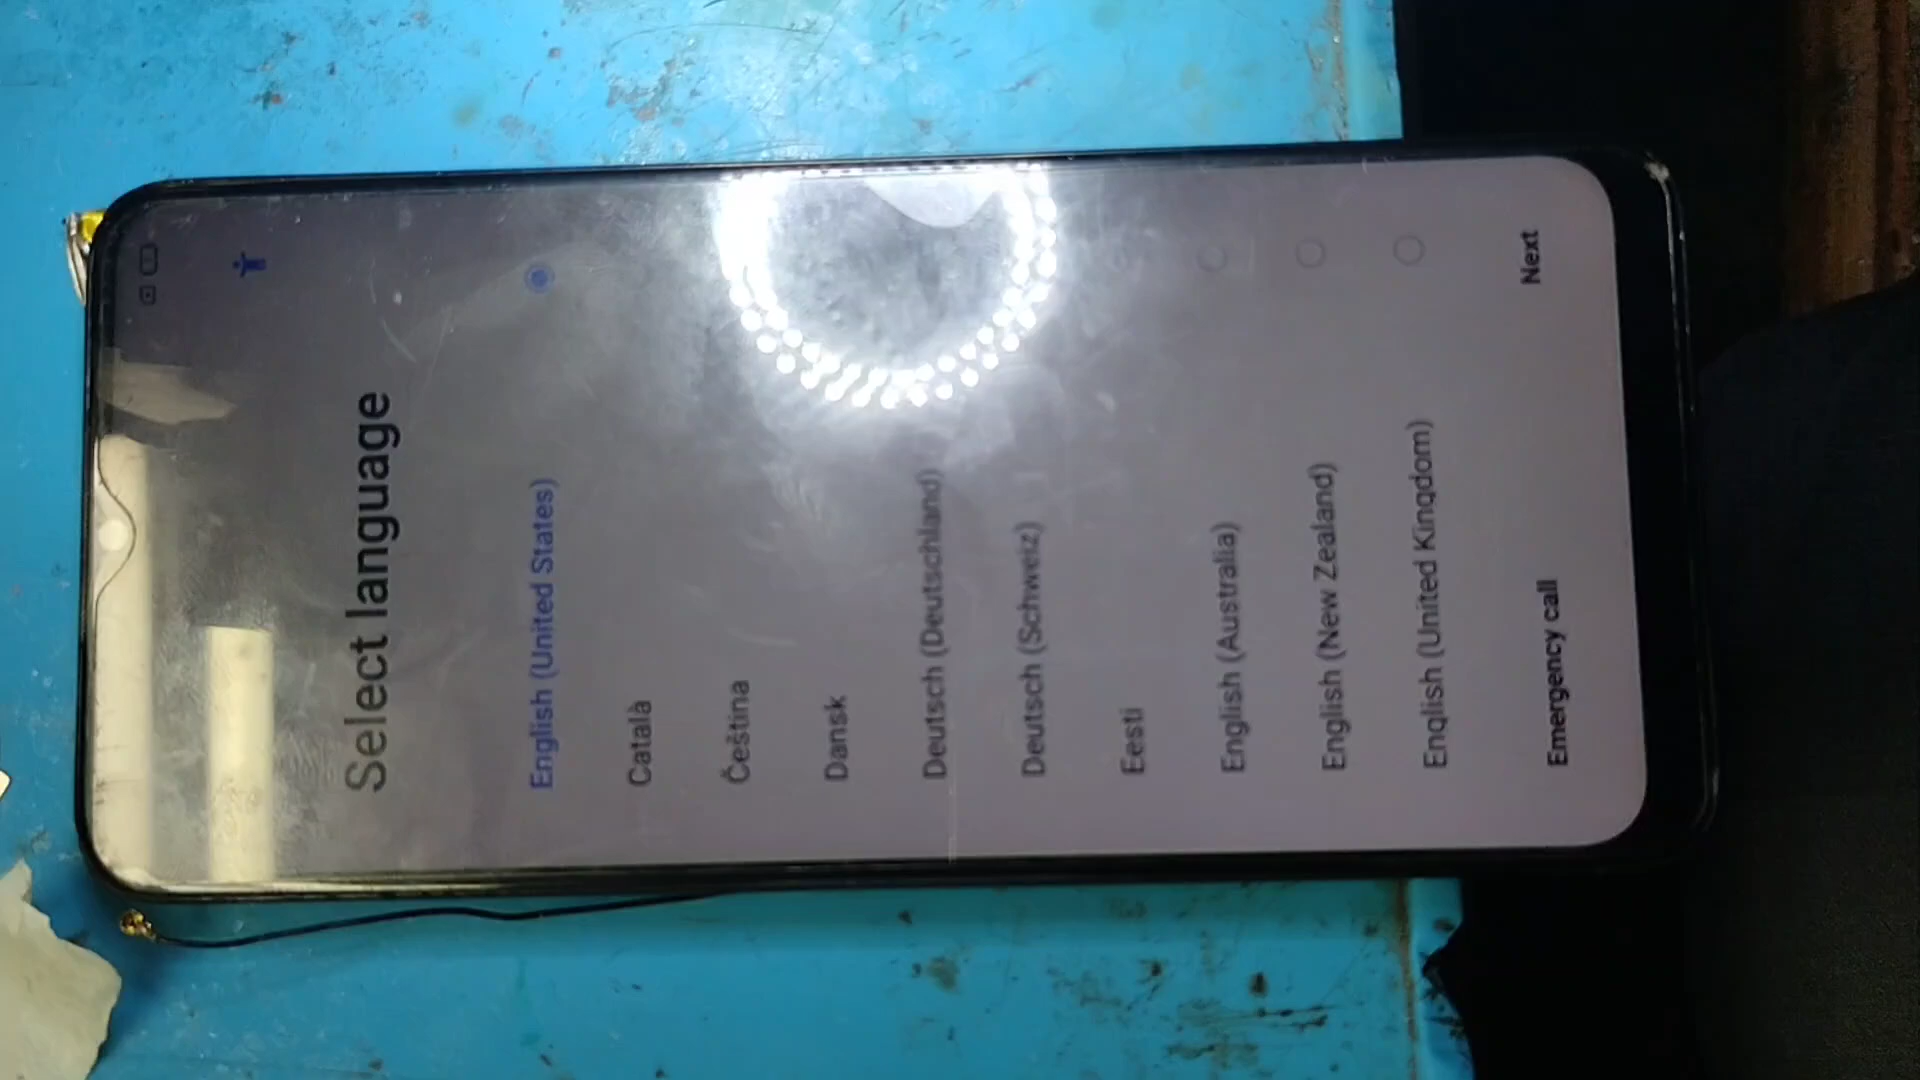 Select language
English (United States)
Català
Čeština
Dansk
Deutsch (Deutschland)
Deutsch (Schweiz)
Eesti
English (Australia)
English (New Zealand)
English (United Kingdom)
Emergency call
Next